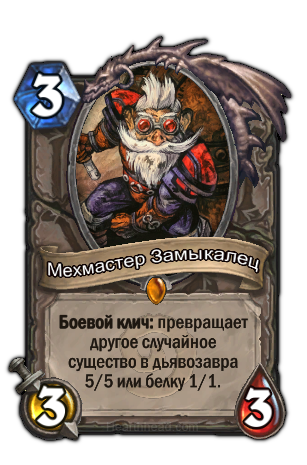 3
Мехмастер Замыкалец
Боевой клич: превращает
другое случайное
существо в дьявозавра
5/5 или белку 1/1.
3
3